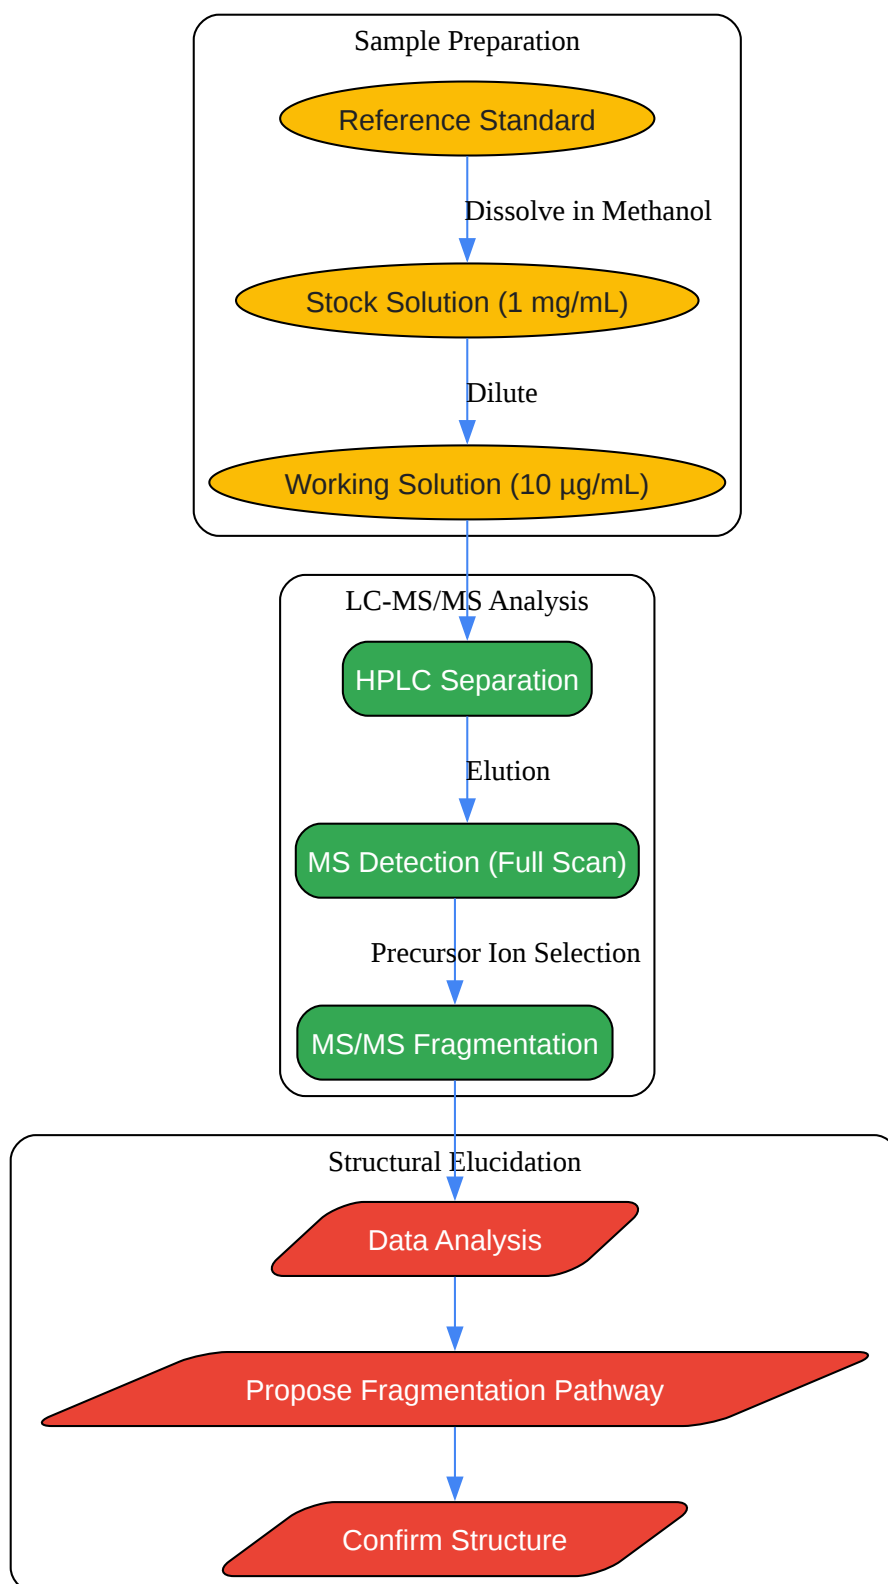 Sample Preparation
Reference Standard
Dissolve in Methanol
Stock Solution (1 mg/mL)
Dilute
Working Solution (10 µg/mL)
LC-MS/MS Analysis
HPLC Separation
Elution
MS Detection (Full Scan)
Precursor Ion Selection
MS/MS Fragmentation
Structural Elucidation
Data Analysis
Propose Fragmentation Pathway
Confirm Structure